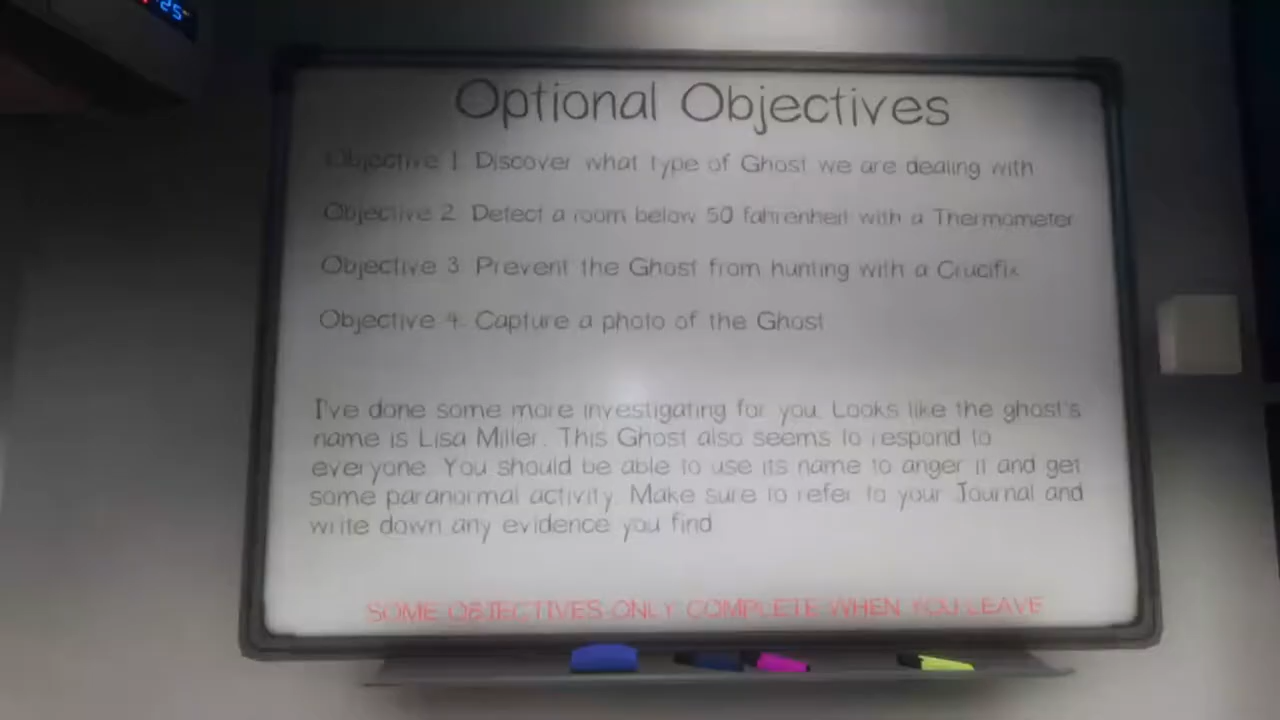 25
Optional Objectives
Objective 1. Discover what type of Ghost we are dealing with
Objective 2. Detect a room below 50 fahrenheit with a Thermometer
Objective 3. Prevent the Ghost from hunting with a Crucifix
Objective 4. Capture a photo of the Ghost
I've done some more investigating for you. Looks like the ghost's
name is Lisa Miller. This Ghost also seems to respond to
everyone. You should be able to use its name to anger it and get
some paranormal activity. Make sure to refer to your Journal and
write down any evidence you find
SOME OBJECTIVES ONLY COMPLETE WHEN YOU LEAVE